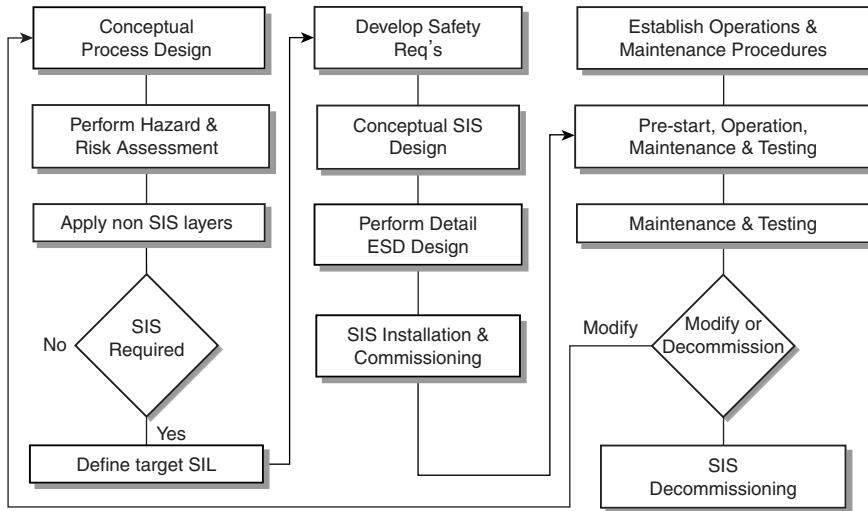 Conceptual
Process Design
Perform Hazard &
Risk Assessment
Apply non SIS layers
No
SIS
Required
Yes
Define target SIL
Develop Safety
Req's
Conceptual SIS
Design
Perform Detail
ESD Design
SIS Installation &
Commissioning
Establish Operations &
Maintenance Procedures
Pre-start, Operation,
Maintenance & Testing
Maintenance & Testing
Modify
Modify or
Decommission
SIS
Decommissioning